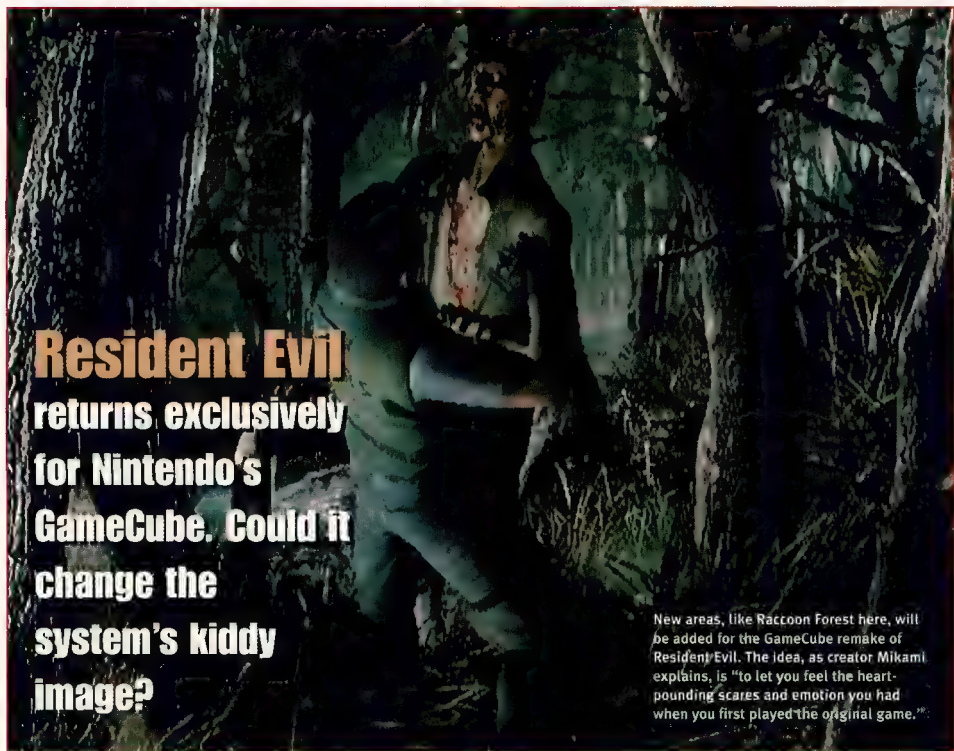 Resident Evil
returns exclusively
for Nintendo's
GameCube. Could it
change the
system's kiddy
image?
New areas, like Raccoon Forest here, will
be added for the GameCube remake of
Resident Evil. The idea, as creator Mikami
explains, is "to let you feel the heart-
pounding scares and emotion you had
when you first played the original game."